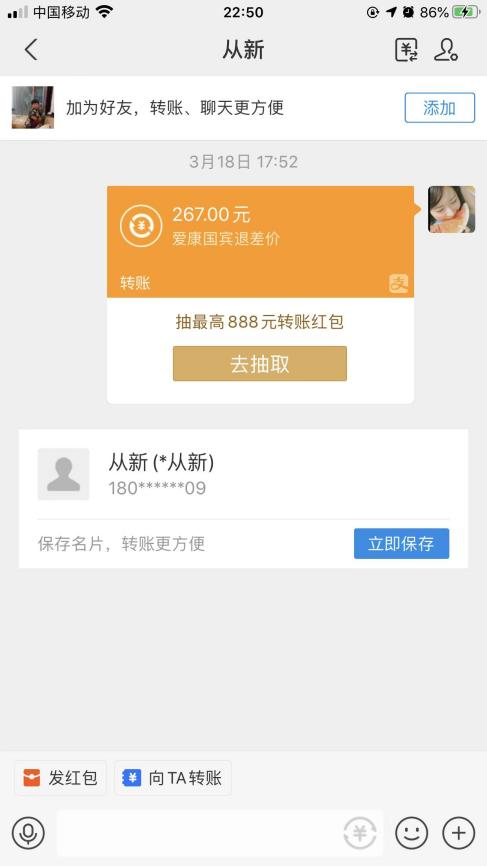 中国移动
22:50
86%
从新
加为好友，转账、聊天更方便
添加
3月18日 17:52
267.00元
爱康国宾退差价
转账
支
抽最高888元转账红包
去抽取
从新 (*从新)
180******09
保存名片，转账更方便
立即保存
发红包
向TA转账